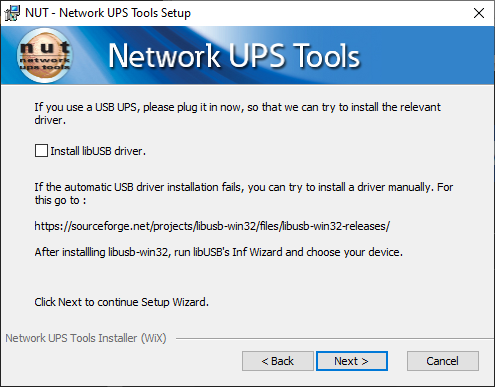 NUT - Network UPS Tools Setup
nut
network
ups tools
Network UPS Tools
If you use a USB UPS, please plug it in now, so that we can try to install the relevant
driver.
Install libUSB driver.
If the automatic USB driver installation fails, you can try to install a driver manually. For
this go to :
https://sourceforge.net/projects/libusb-win32/files/libusb-win32-releases/
After installling libusb-win32, run libUSB's Inf Wizard and choose your device.
Click Next to continue Setup Wizard.
Network UPS Tools Installer (WiX)
< Back
Next >
Cancel